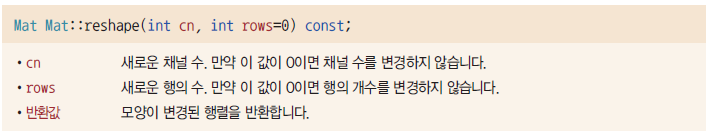 Mat Mat::reshape(int cn, int rows=0) const;
• cn 새로운 채널 수. 만약 이 값이 0이면 채널 수를 변경하지 않습니다.
• rows 새로운 행의 수. 만약 이 값이 0이면 행의 개수를 변경하지 않습니다.
• 반환값 모양이 변경된 행렬을 반환합니다.